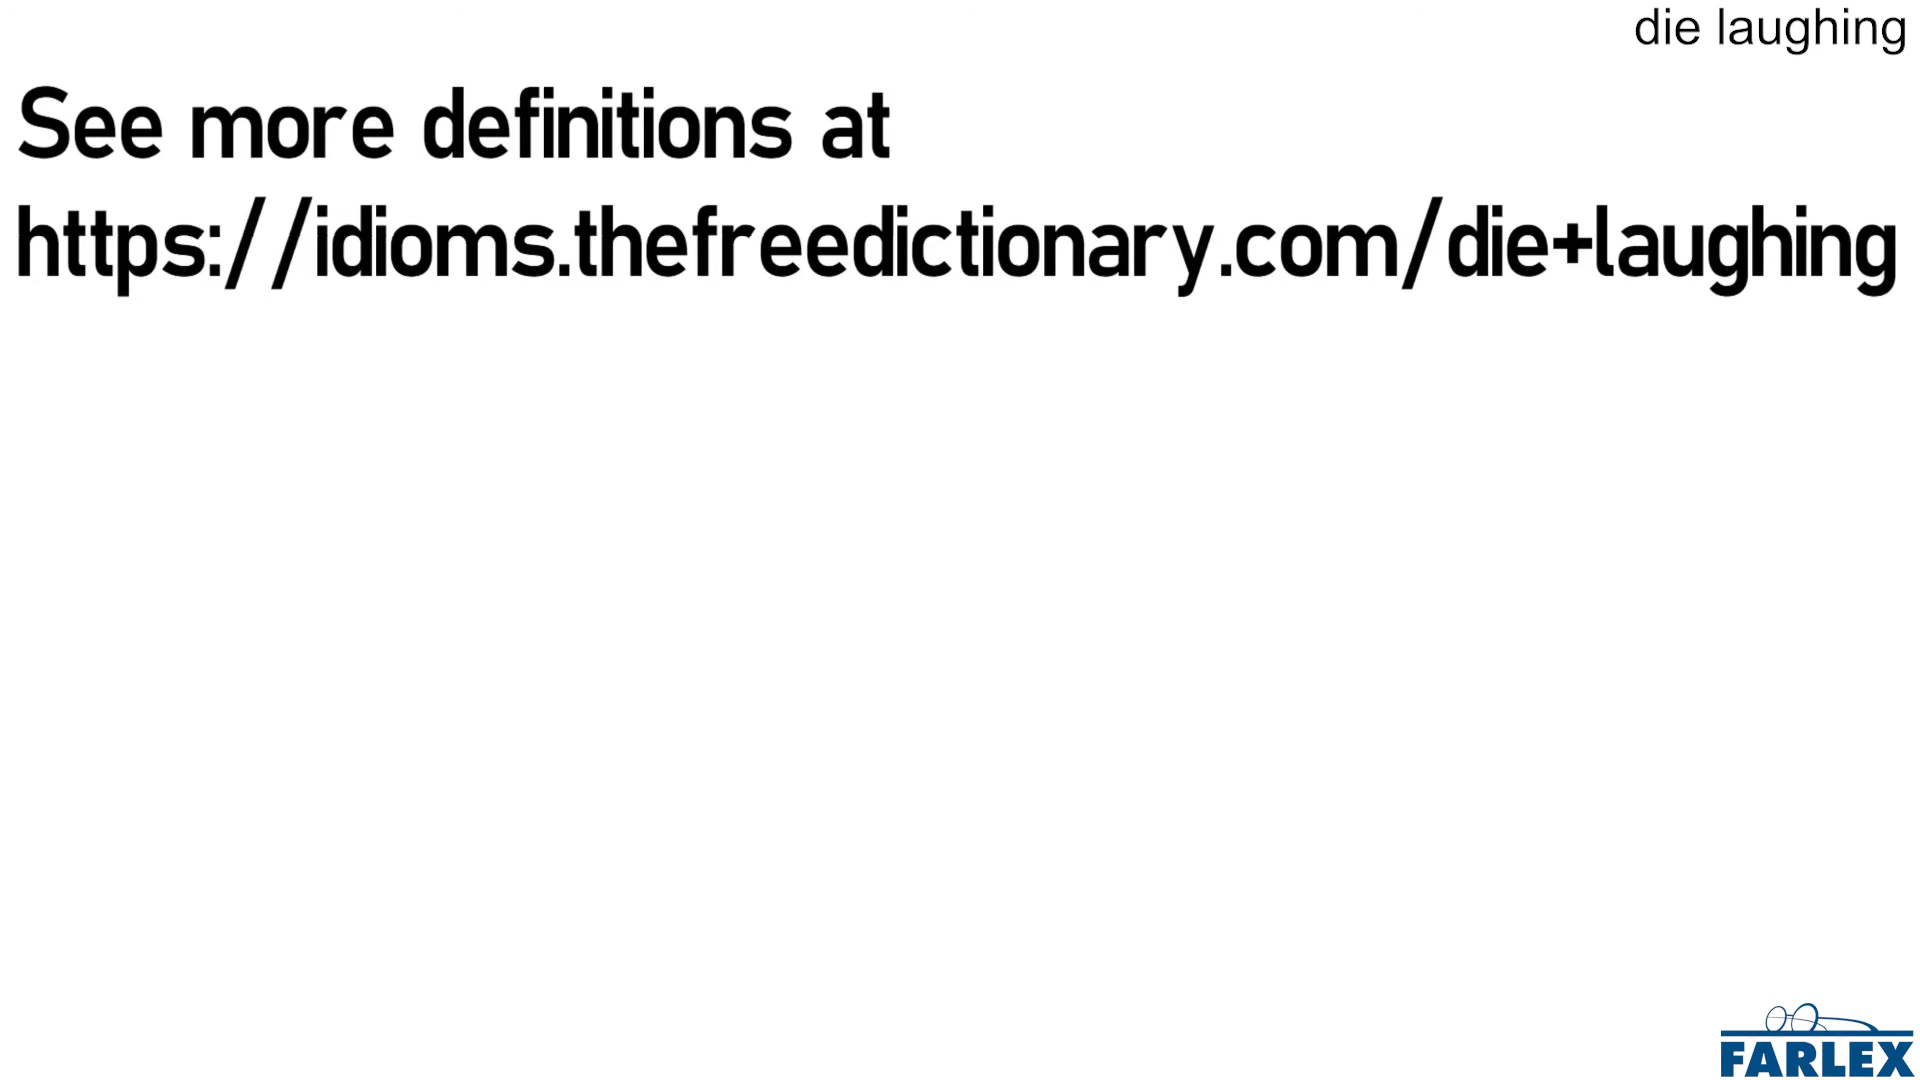 die laughing
See more definitions at
https://idioms.thefreedictionary.com/die+laughing
FARLEX